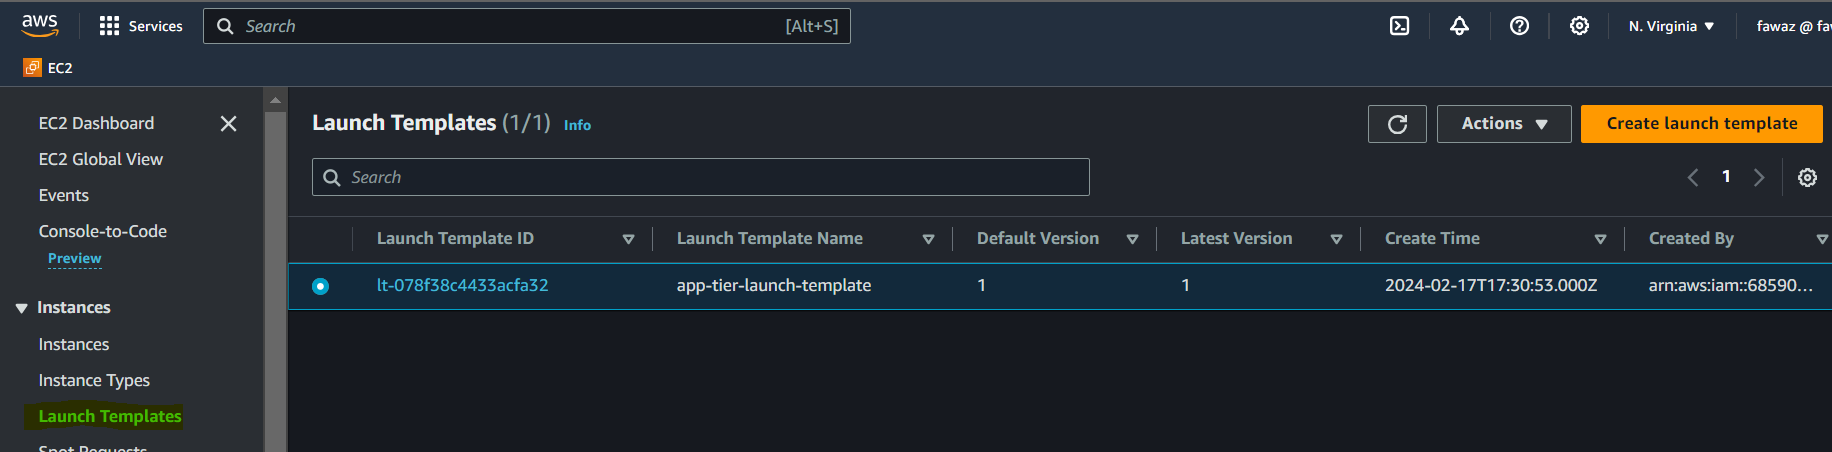 aws Services Search [Alt+S] N. Virginia fawaz @ fav
EC2
EC2 Dashboard
EC2 Global View
Events
Console-to-Code
Preview
Instances
Instances
Instance Types
Launch Templates
Spot Requests
Launch Templates (1/1) Info Actions Create launch template
Search 1
Launch Template ID Launch Template Name Default Version Latest Version Create Time Created By
lt-078f38c4433acfa32 app-tier-launch-template 1 1 2024-02-17T17:30:53.000Z arn:aws:iam::68590...